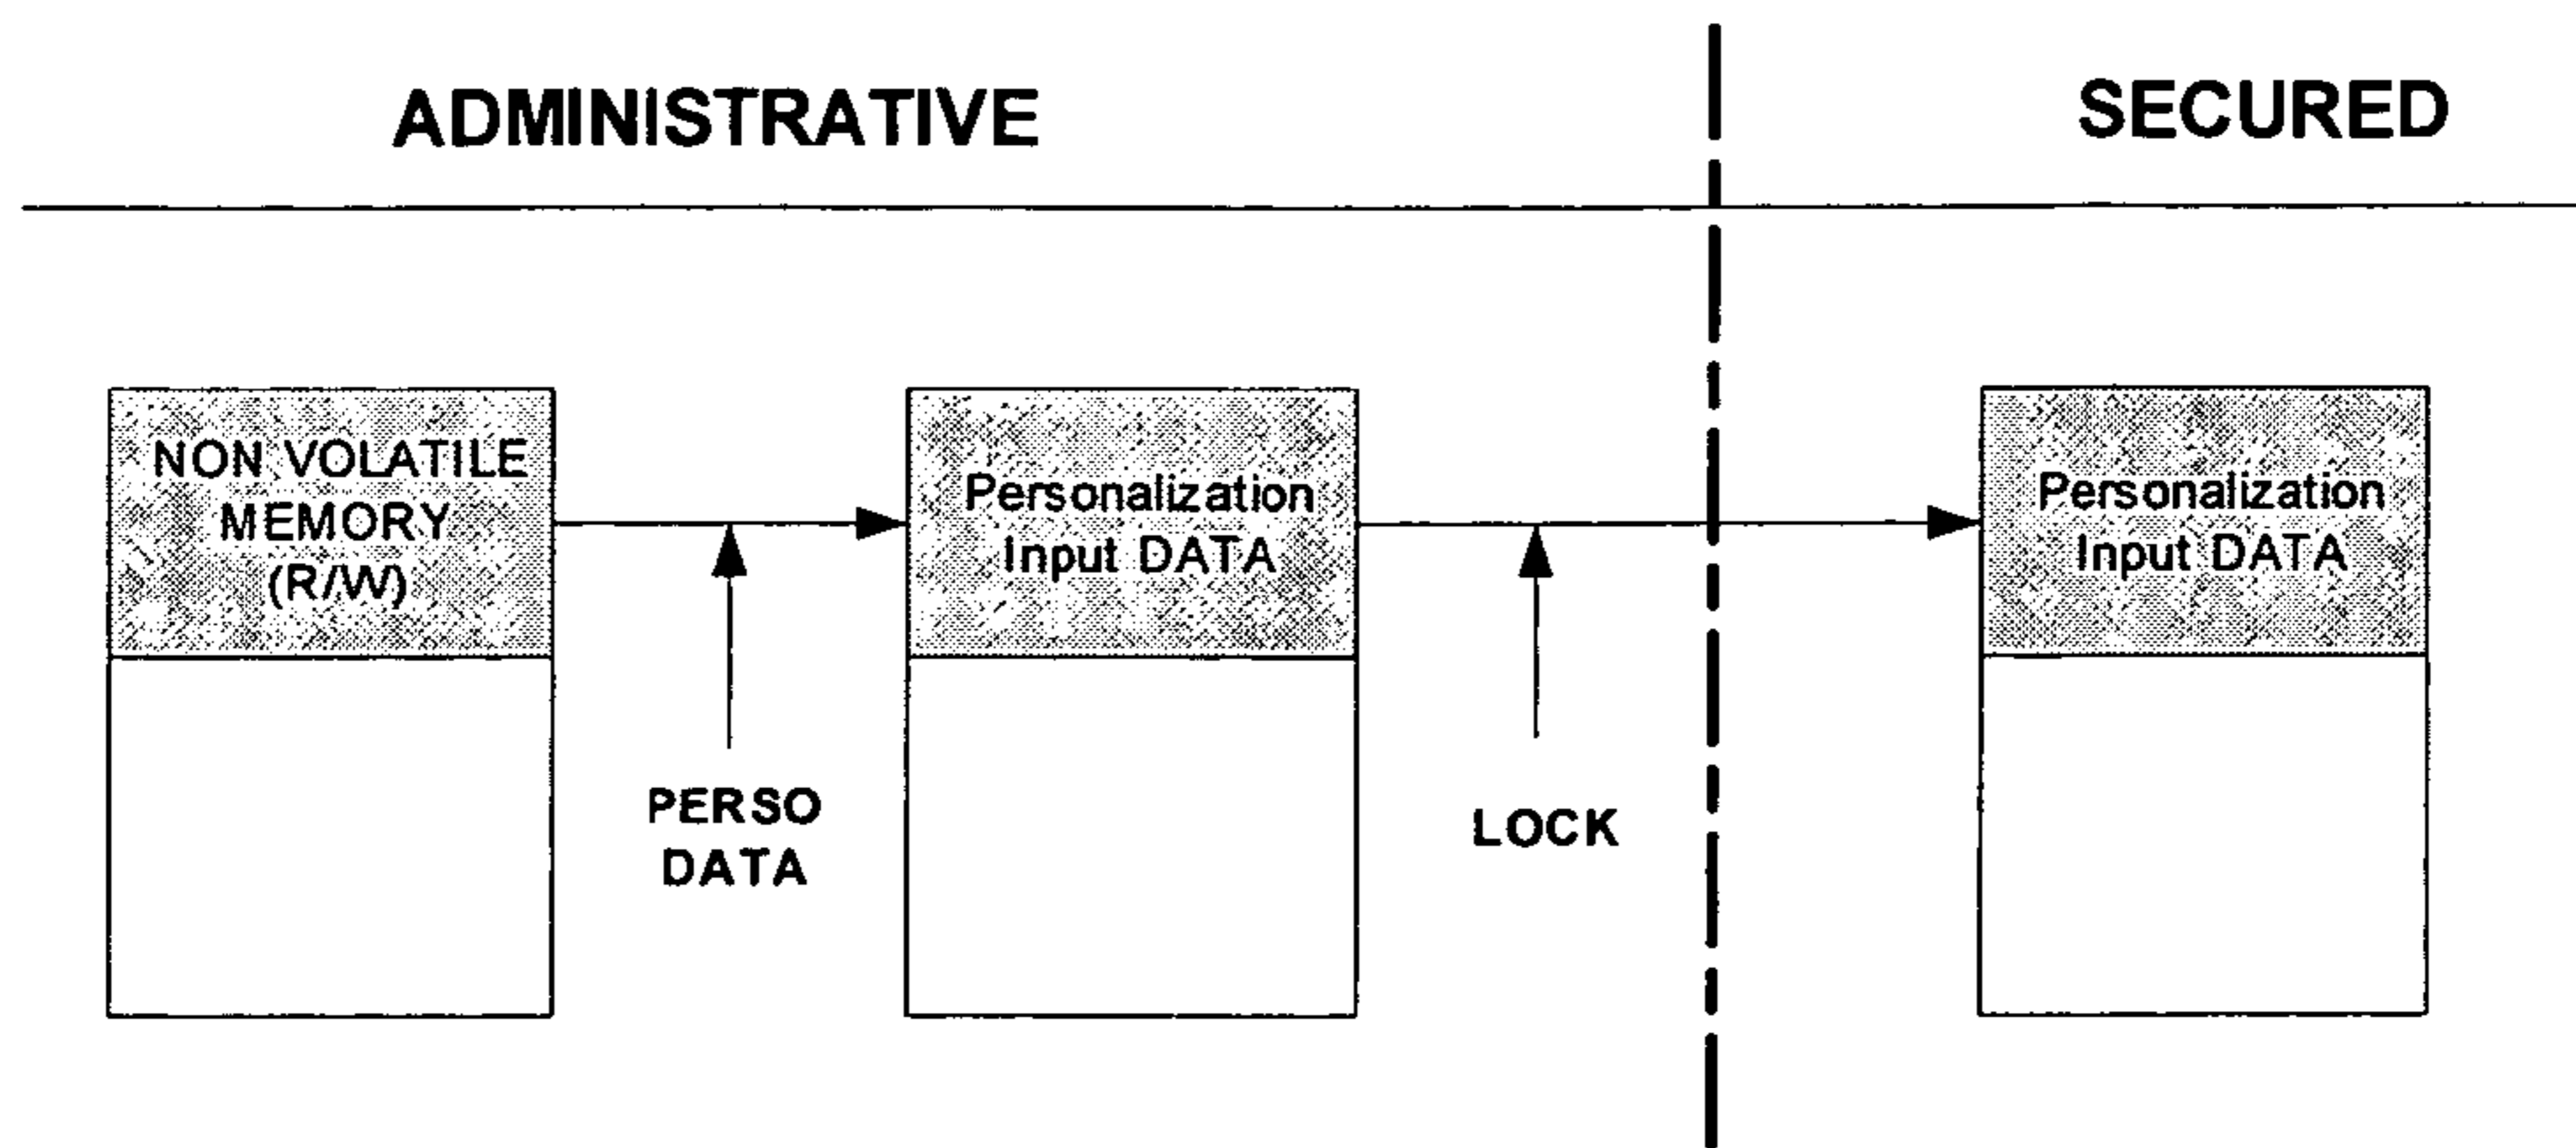 ADMINISTRATIVE
SECURED
NON VOLATILE
MEMORY
(R/W)
Personalization
Input DATA
Personalization
Input DATA
PERSO
DATA
LOCK